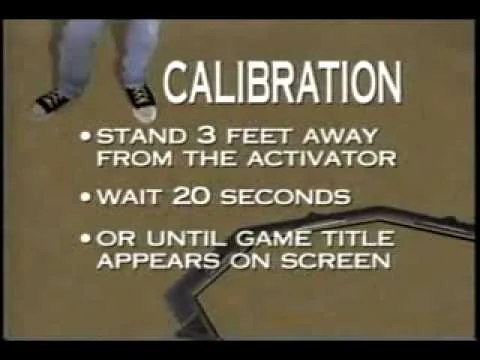 CALIBRATION
• STAND 3 FEET AWAY
FROM THE ACTIVATOR
• WAIT 20 SECONDS
• OR UNTIL GAME TITLE
APPEARS ON SCREEN